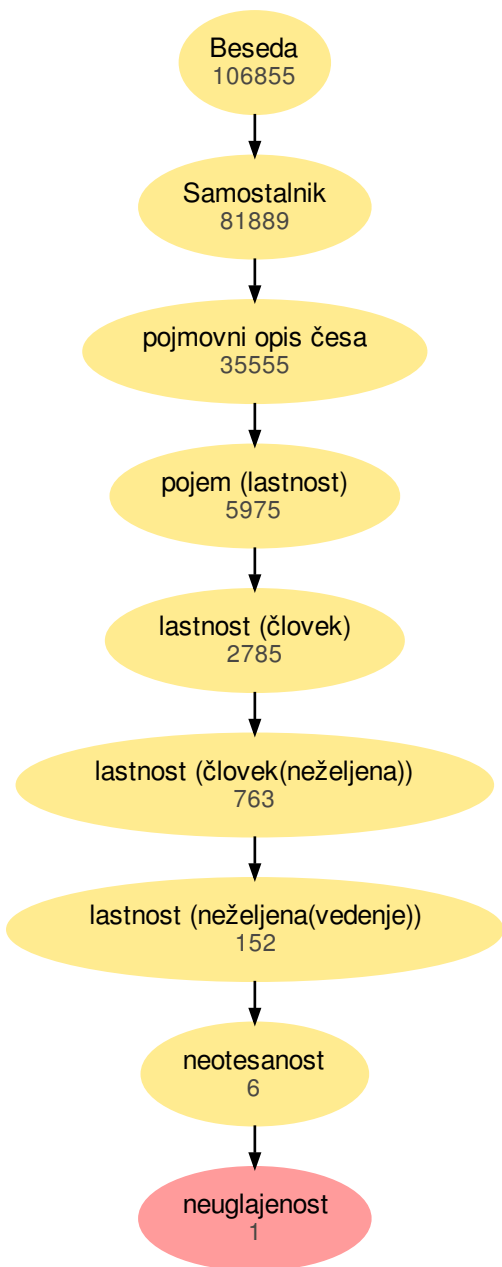 Beseda
106855
Samostalnik
81889
pojmovni opis česa
35555
pojem (lastnost)
5975
lastnost (človek)
2785
lastnost (človek(neželjena))
763
lastnost (neželjena(vedenje))
152
neotesanost
6
neuglajenost
1